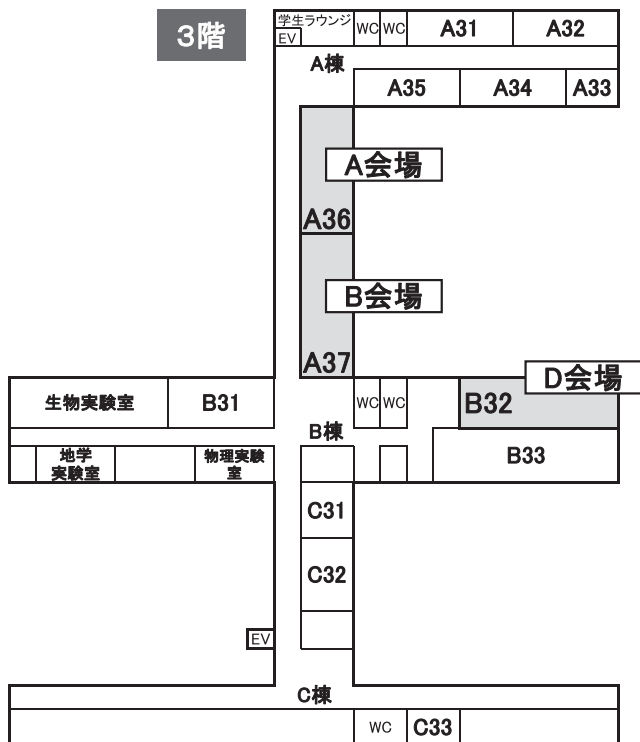 3階
学生ラウンジ
EV
WC
WC
A31
A32
A棟
A35
A34
A33
A会場
A36
B会場
A37
D会場
生物実験室
B31
WC
WC
B32
B棟
地学
実験室
物理実験
室
B33
C31
C32
EV
C棟
WC
C33